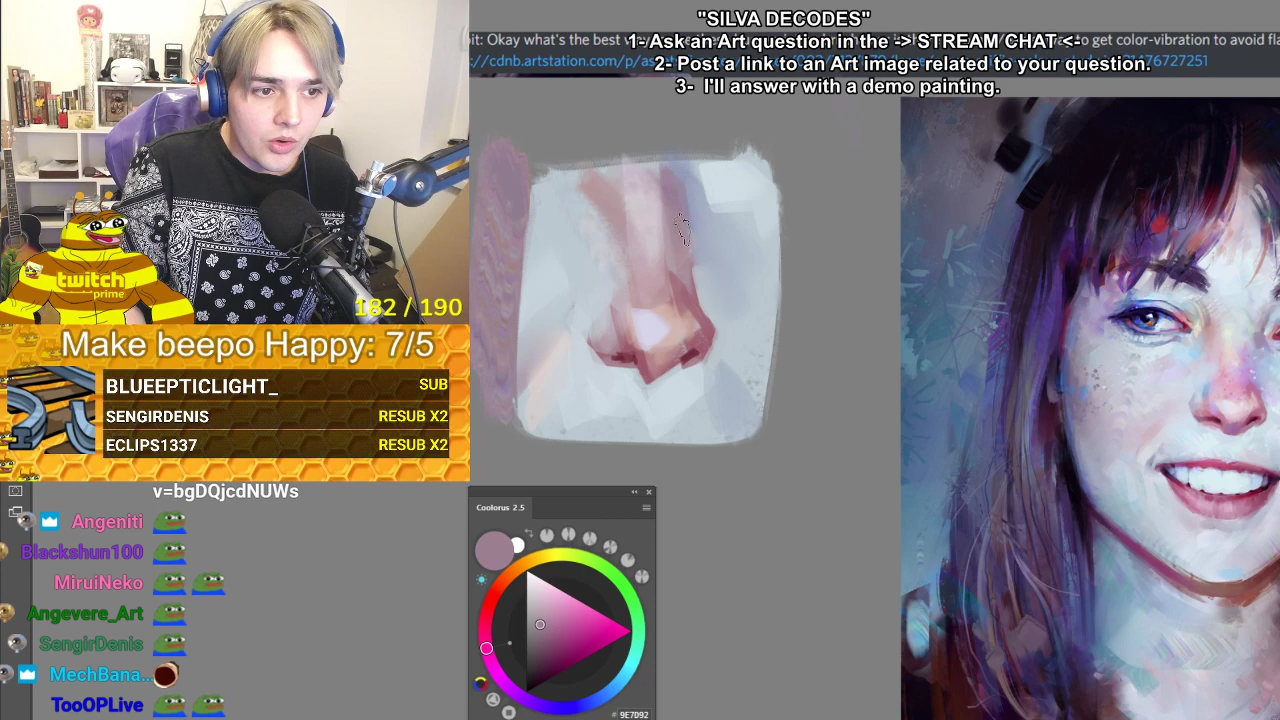 "SILVA DECODES"
bit: Okay what's the best
to get color-vibration to avoid fla
1- Ask an Art question in the -> STREAM CHAT <-
://cdnb.artstation.com/p/as
76727251
2- Post a link to an Art image related to your question.
3- I'll answer with a demo painting.
twitch
prime
182 / 190
Make beepo Happy: 7/5
BLUEEPTICLIGHT_ SUB
SENGIRDENIS RESUB X2
ECLIPS1337 RESUB X2
v=bgDQjcdNUWs
Angeniti
Blackshun100
MiruiNeko
Angevere_Art
SengirDenis
MechBana...
TooOPLive
Coolorus 2.5
# 9E7D92